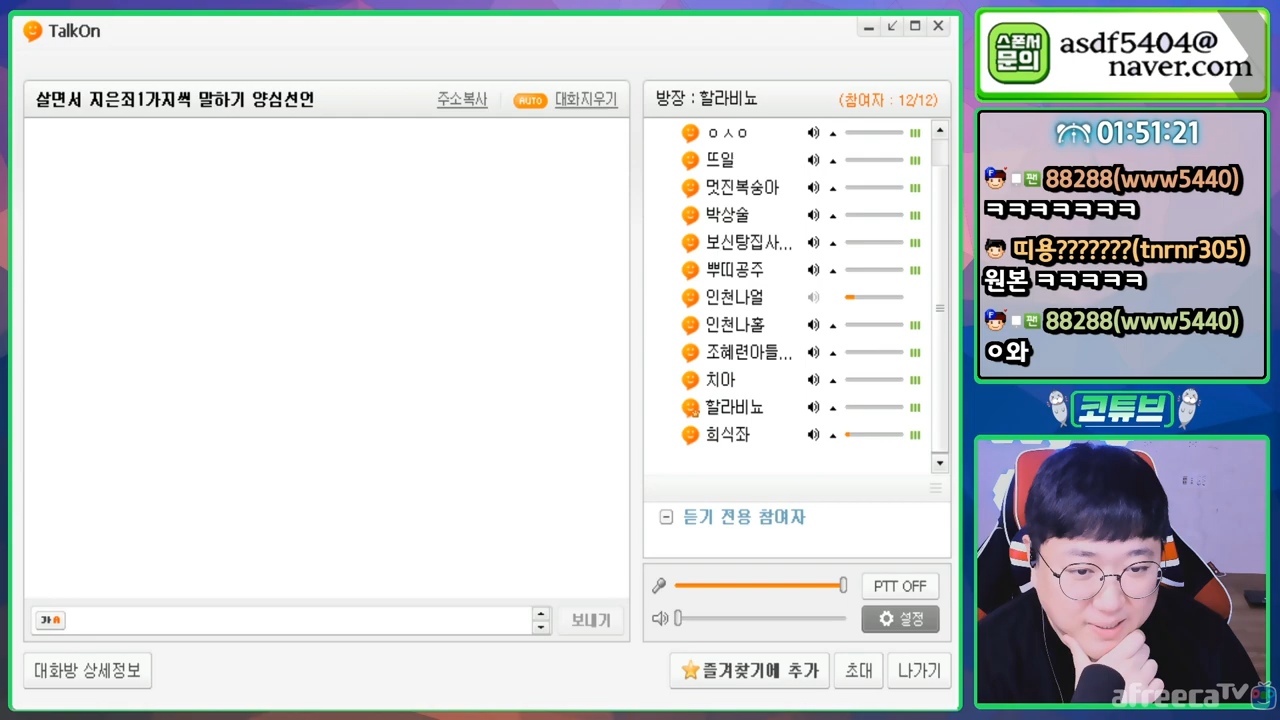 TalkOn
살면서 지은죄1가지씩 말하기 양심선언
주소복사
AUTO 대화지우기
방장 : 할라비뇨
(참여자 : 12/12)
ㅇㅅㅇ
뜨일
멋진복숭아
박상술
보신탕집사...
뿌띠공주
인천나얼
인천나훌
조혜련아들...
치아
할라비뇨
희식좌
듣기 전용 참여자
PTT OFF
설정
가
보내기
대화방 상세정보
즐겨찾기에 추가
초대
나가기
스폰서
문의
asdf5404@
naver.com
01:51:21
F 팬 88288(www5440)
ㅋㅋㅋㅋㅋㅋㅋ
띠용???????(tnrnr305)
원본 ㅋㅋㅋㅋㅋ
F 팬 88288(www5440)
ㅇ와
코튜브
afreecaTV